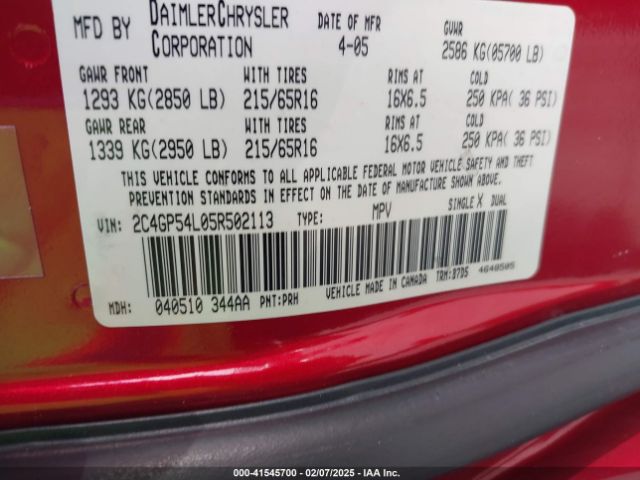 MFD BY DAIMLERCHRYSLER CORPORATION
DATE OF MFR 4-05
GVWR 2586 KG(05700 LB)
GAWR FRONT WITH TIRES RIMS AT COLD
1293 KG(2850 LB) 215/65R16 16X6.5 250 KPA( 36 PSI)
GAWR REAR WITH TIRES RIMS AT COLD
1339 KG(2950 LB) 215/65R16 16X6.5 250 KPA( 36 PSI)
THIS VEHICLE CONFORMS TO ALL APPLICABLE FEDERAL MOTOR VEHICLE SAFETY AND THEFT
PREVENTION STANDARDS IN EFFECT ON THE DATE OF MANUFACTURE SHOWN ABOVE.
VIN: 2C4GP54L05R502113 TYPE: MPV SINGLE X DUAL
MDH: 040510 344AA PNT:PRH VEHICLE MADE IN CANADA TRM:B7D5 4648505
000-41545700 - 02/07/2025 - IAA Inc.